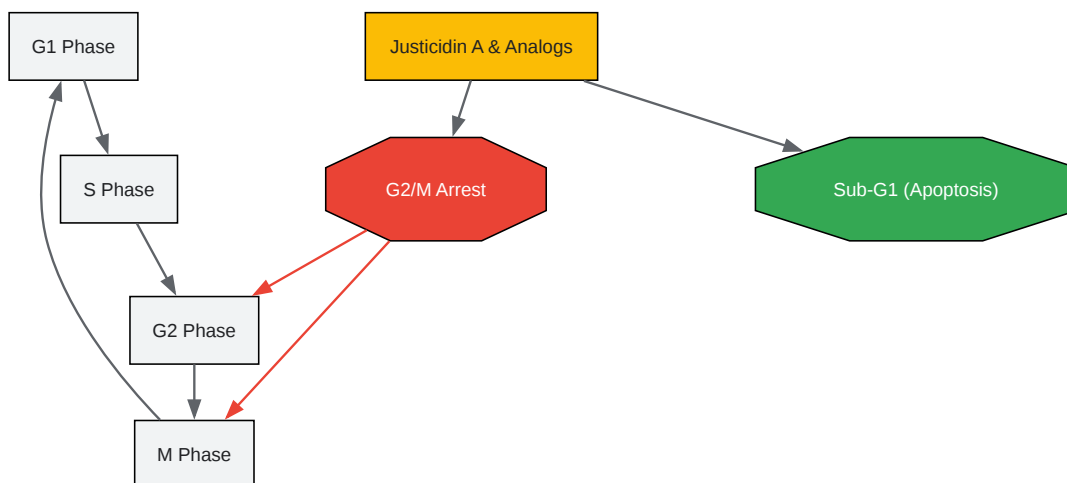 G1 Phase
Justicidin A & Analogs
S Phase
G2/M Arrest
Sub-G1 (Apoptosis)
G2 Phase
M Phase